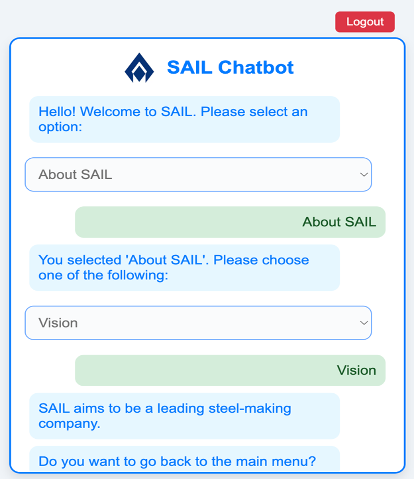 Logout
SAIL Chatbot
Hello! Welcome to SAIL. Please select an
option:
About SAIL
About SAIL
You selected 'About SAIL'. Please choose
one of the following:
Vision
Vision
SAIL aims to be a leading steel-making
company.
Do you want to go back to the main menu?